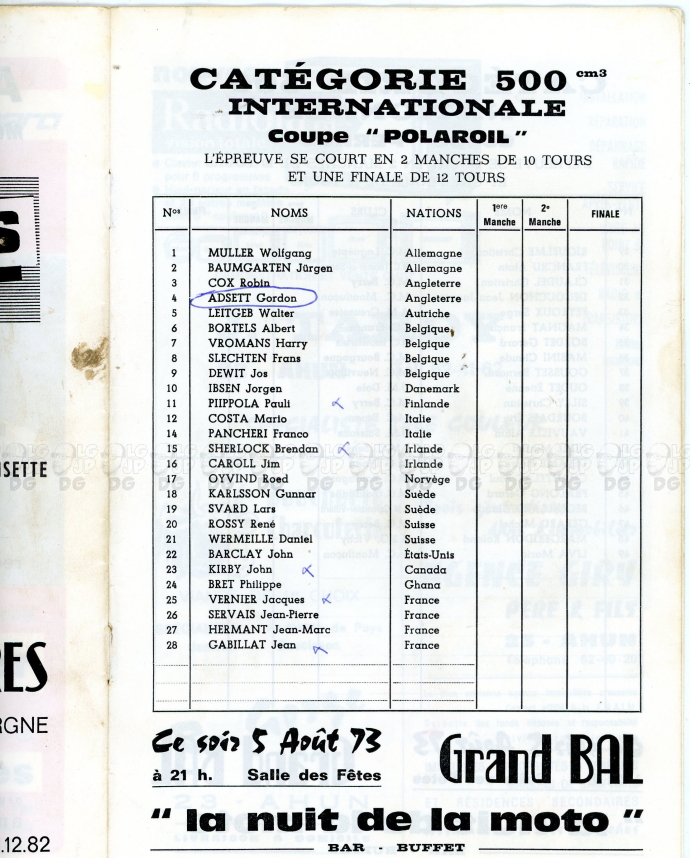 CATÉGORIE 500 cm3
INTERNATIONALE
Coupe "POLAROIL"
L'ÉPREUVE SE COURT EN 2 MANCHES DE 10 TOURS
ET UNE FINALE DE 12 TOURS
Nos NOMS NATIONS 1ere Manche 2e Manche FINALE
1 MULLER Wolfgang Allemagne
2 BAUMGARTEN Jürgen Allemagne
3 COX Robin Angleterre
4 ADSETT Gordon Angleterre
5 LEITGEB Walter Autriche
6 BORTELS Albert Belgique
7 VROMANS Harry Belgique
8 SLECHTEN Frans Belgique
9 DEWIT Jos Belgique
10 IBSEN Jorgen Danemark
11 PIIPPOLA Pauli Finlande
12 COSTA Mario Italie
14 PANCHERI Franco Italie
15 SHERLOCK Brendan Irlande
16 CAROLL Jim Irlande
17 OYVIND Roed Norvège
18 KARLSSON Gunnar Suède
19 SVARD Lars Suède
20 ROSSY René Suisse
21 WERMEILLE Daniel Suisse
22 BARCLAY John États-Unis
23 KIRBY John Canada
24 BRET Philippe Ghana
25 VERNIER Jacques France
26 SERVAIS Jean-Pierre France
27 HERMANT Jean-Marc France
28 GABILLAT Jean France
Ce soir 5 Août 73
à 21 h. Salle des Fêtes
Grand BAL
"la nuit de la moto"
BAR - BUFFET
ISETTE
RES
RGNE
.12.82